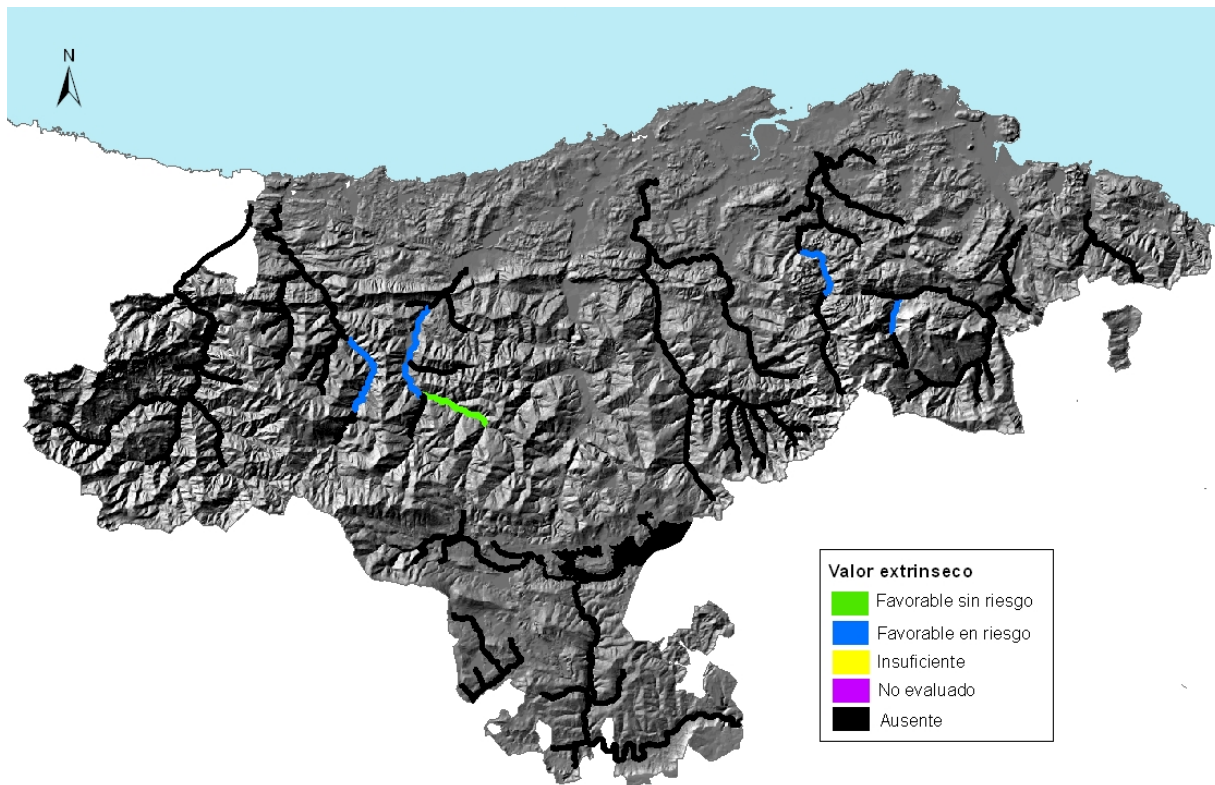 N
Valor extrinseco
Favorable sin riesgo
Favorable en riesgo
Insuficiente
No evaluado
Ausente